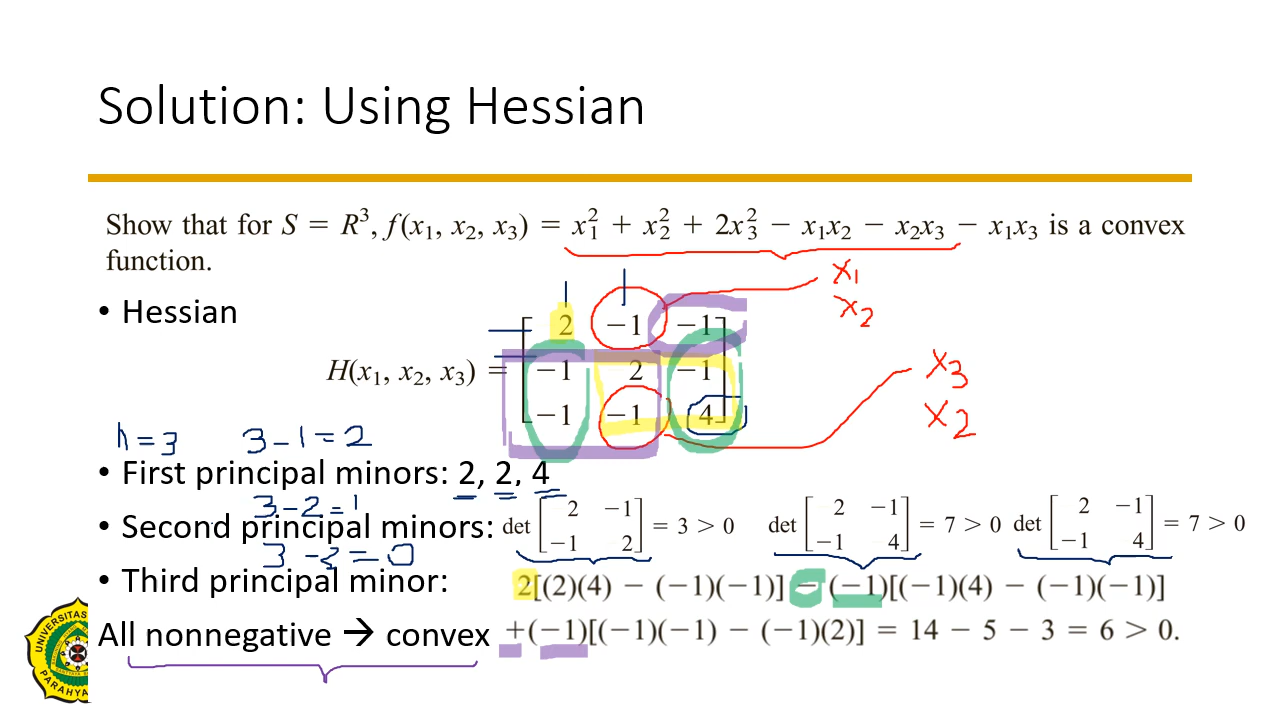 Solution: Using Hessian
Show that for S = R³, f(x₁, x₂, x₃) = x₁² + x₂² + 2x₃² − x₁x₂ − x₂x₃ − x₁x₃ is a convex
function.
x₁
x₂
• Hessian
2 −1 −1
H(x₁, x₂, x₃) = −1 2 −1
−1 −1 4
x₃
x₂
n = 3 3 − 1 = 2
• First principal minors: 2, 2, 4
3 − 2 = 1
• Second principal minors: det [2 −1 −1 2] = 3 > 0 det [2 −1 −1 4] = 7 > 0 det [2 −1 −1 4] = 7 > 0
3 − 3 = 0
• Third principal minor: 2[(2)(4) − (−1)(−1)] − (−1)[(−1)(4) − (−1)(−1)]
All nonnegative → convex +(−1)[(−1)(−1) − (−1)(2)] = 14 − 5 − 3 = 6 > 0.
UNIVERSITAS
PARAHYA